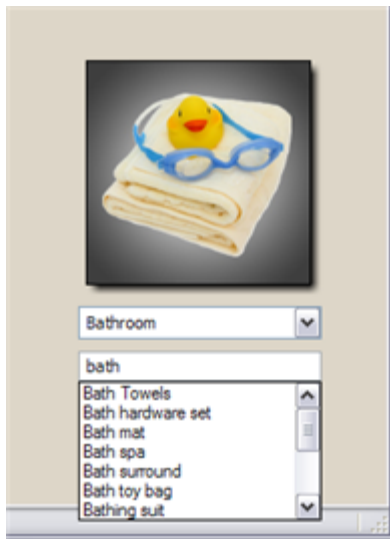 Bathroom
bath
Bath Towels
Bath hardware set
Bath mat
Bath spa
Bath surround
Bath toy bag
Bathing suit